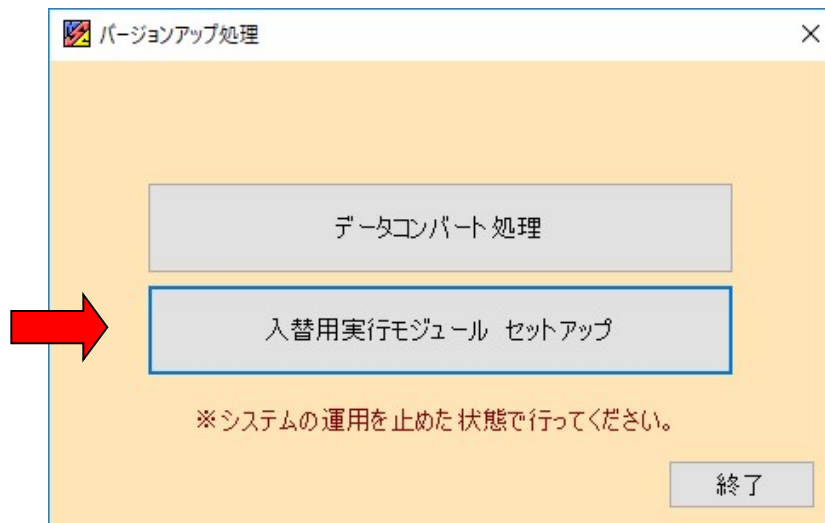 バージョンアップ処理
データコンバート処理
入替用実行モジュール セットアップ
※システムの運用を止めた状態で行ってください。
終了